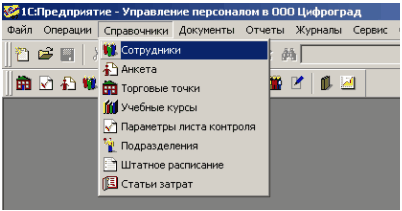 1С:Предприятие - Управление персоналом в ООО Цифроград
Файл Операции Справочники Документы Отчеты Журналы Сервис
Сотрудники
Анкета
Торговые точки
Учебные курсы
Параметры листа контроля
Подразделения
Штатное расписание
Статьи затрат